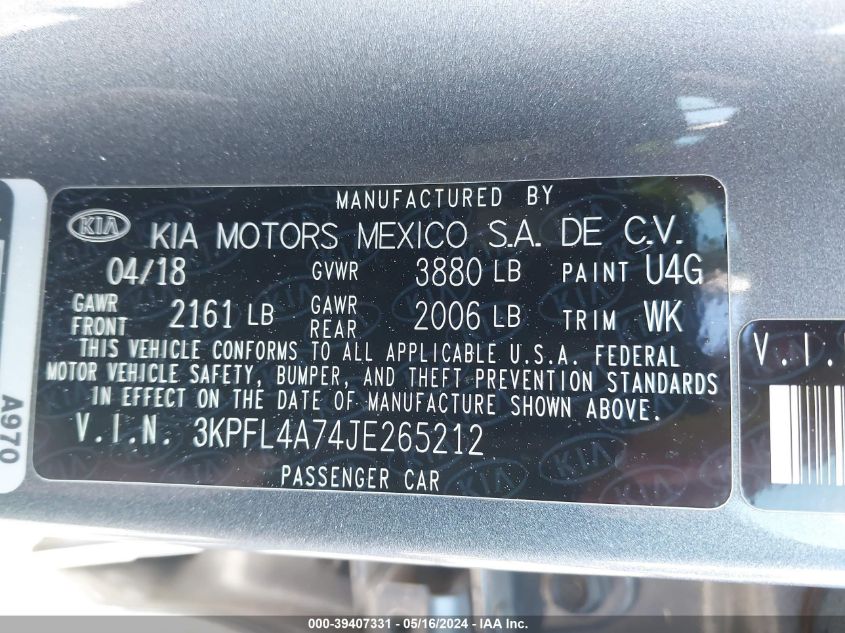 MANUFACTURED BY
KIA KIA MOTORS MEXICO S.A. DE C.V.
04/18 GVWR 3880 LB PAINT U4G
GAWR FRONT 2161 LB GAWR REAR 2006 LB TRIM WK
THIS VEHICLE CONFORMS TO ALL APPLICABLE U.S.A. FEDERAL
MOTOR VEHICLE SAFETY, BUMPER, AND THEFT PREVENTION STANDARDS
IN EFFECT ON THE DATE OF MANUFACTURE SHOWN ABOVE.
V.I.N. 3KPFL4A74JE265212
PASSENGER CAR
A970
V.I.
000-39407331 - 05/16/2024 - IAA Inc.